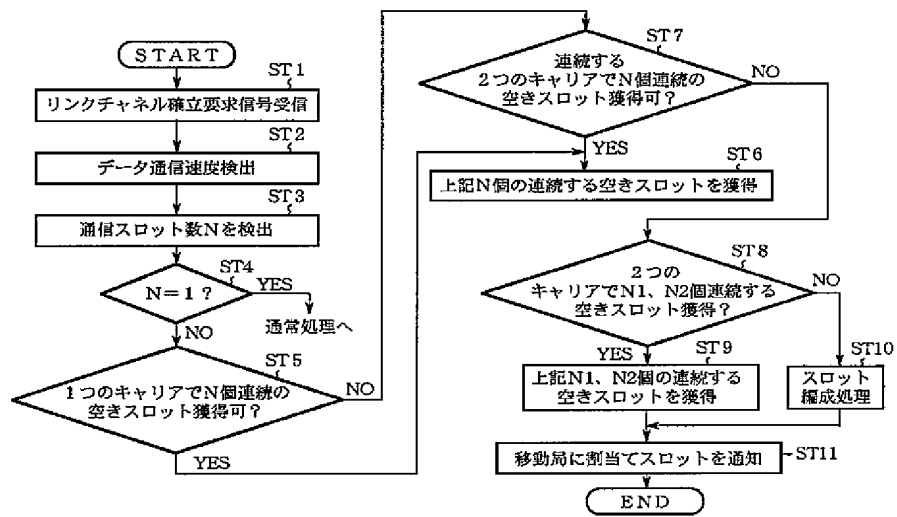 START
ST1
リンクチャネル確立要求信号受信
ST2
データ通信速度検出
ST3
通信スロット数Nを検出
ST4
N=1?
YES
通常処理へ
NO
ST5
1つのキャリアでN個連続の
空きスロット獲得可?
NO
YES
ST7
連続する
2つのキャリアでN個連続の
空きスロット獲得可?
NO
YES
ST6
上記N個の連続する空きスロットを獲得
ST8
2つの
キャリアでN1、N2個連続する
空きスロット獲得?
NO
YES
ST9
上記N1、N2個の連続する
空きスロットを獲得
ST10
スロット
編成処理
移動局に割当てスロットを通知
ST11
END